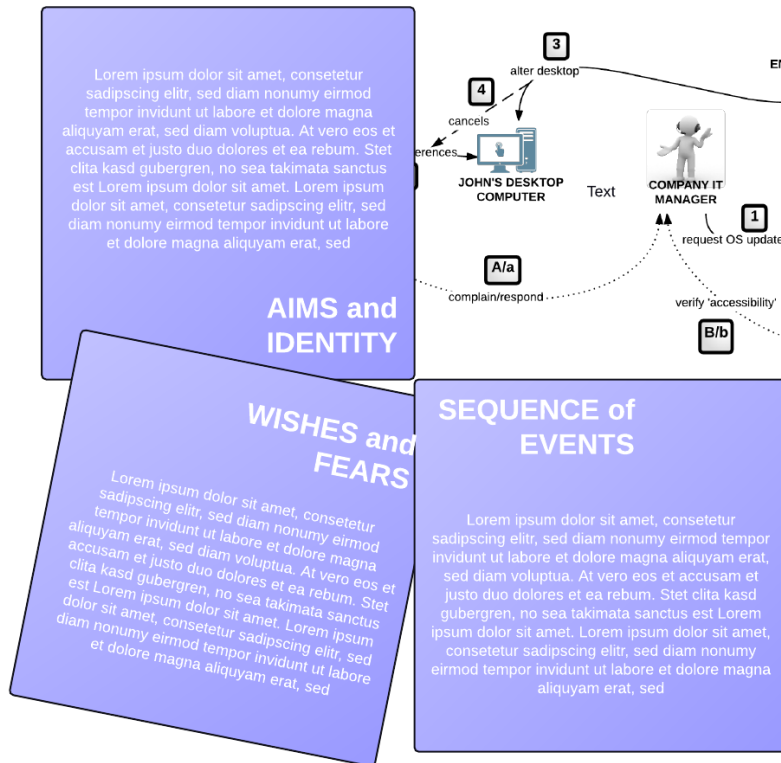 Lorem ipsum dolor sit amet, consetetur
sadipscing elitr, sed diam nonumy eirmod
tempor invidunt ut labore et dolore magna
aliquyam erat, sed diam voluptua. At vero eos et
accusam et justo duo dolores et ea rebum. Stet
clita kasd gubergren, no sea takimata sanctus
est Lorem ipsum dolor sit amet. Lorem ipsum
dolor sit amet, consetetur sadipscing elitr, sed
diam nonumy eirmod tempor invidunt ut labore
et dolore magna aliquyam erat, sed
AIMS and
IDENTITY
3
alter desktop
4
cancels
erences
JOHN'S DESKTOP
COMPUTER
Text
COMPANY IT
MANAGER
1
request OS update
A/a
complain/respond
verify 'accessibility'
B/b
WISHES and
FEARS
Lorem ipsum dolor sit amet, consetetur
sadipscing elitr, sed diam nonumy eirmod
tempor invidunt ut labore et dolore magna
aliquyam erat, sed diam voluptua. At vero eos et
accusam et justo duo dolores et ea rebum. Stet
clita kasd gubergren, no sea takimata sanctus
est Lorem ipsum dolor sit amet. Lorem ipsum
dolor sit amet, consetetur sadipscing elitr, sed
diam nonumy eirmod tempor invidunt ut labore
et dolore magna aliquyam erat, sed
SEQUENCE of
EVENTS
Lorem ipsum dolor sit amet, consetetur
sadipscing elitr, sed diam nonumy eirmod tempor
invidunt ut labore et dolore magna aliquyam erat,
sed diam voluptua. At vero eos et accusam et
justo duo dolores et ea rebum. Stet clita kasd
gubergren, no sea takimata sanctus est Lorem
ipsum dolor sit amet. Lorem ipsum dolor sit amet,
consetetur sadipscing elitr, sed diam nonumy
eirmod tempor invidunt ut labore et dolore magna
aliquyam erat, sed